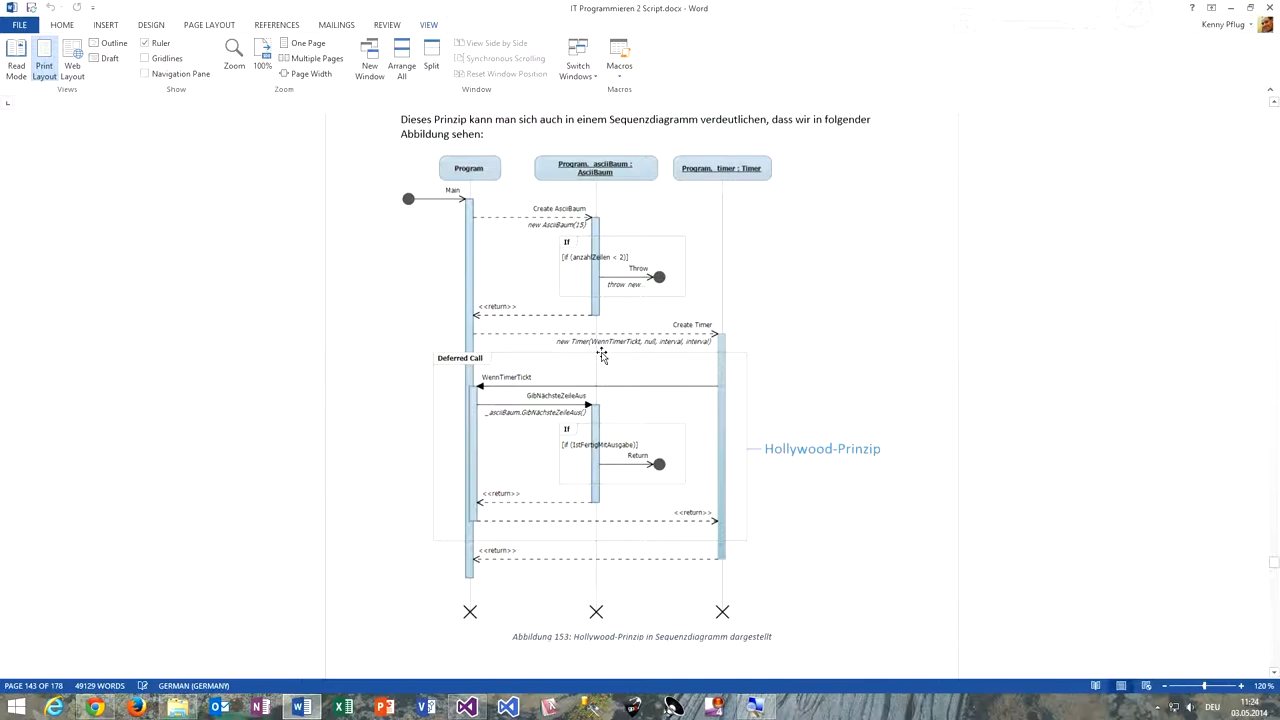 IT Programmieren 2 Script.docx - Word
FILE HOME INSERT DESIGN PAGE LAYOUT REFERENCES MAILINGS REVIEW VIEW Kenny Pflug
Read Mode
Print Layout
Web Layout
Outline
Draft
Views
Ruler
Gridlines
Navigation Pane
Show
Zoom
100%
One Page
Multiple Pages
Page Width
Zoom
New Window
Arrange All
Split
View Side by Side
Synchronous Scrolling
Reset Window Position
Window
Switch Windows
Macros
Macros
Dieses Prinzip kann man sich auch in einem Sequenzdiagramm verdeutlichen, dass wir in folgender
Abbildung sehen:
Program
Program._asciiBaum :
AsciiBaum
Program._timer : Timer
Main
Create AsciiBaum
new AsciiBaum(15)
If
[if (anzahlZeilen < 2)]
Throw
throw new...
<<return>>
Create Timer
new Timer(WennTimerTickt, null, interval, interval)
Deferred Call
WennTimerTickt
GibNächsteZeileAus
_asciiBaum.GibNächsteZeileAus()
If
[if (IstFertigMitAusgabe)]
Hollywood-Prinzip
Return
<<return>>
<<return>>
<<return>>
Abbildung 153: Hollywood-Prinzip in Sequenzdiagramm dargestellt
PAGE 143 OF 178 49129 WORDS GERMAN (GERMANY) 120 %
DEU
11:24
03.05.2014